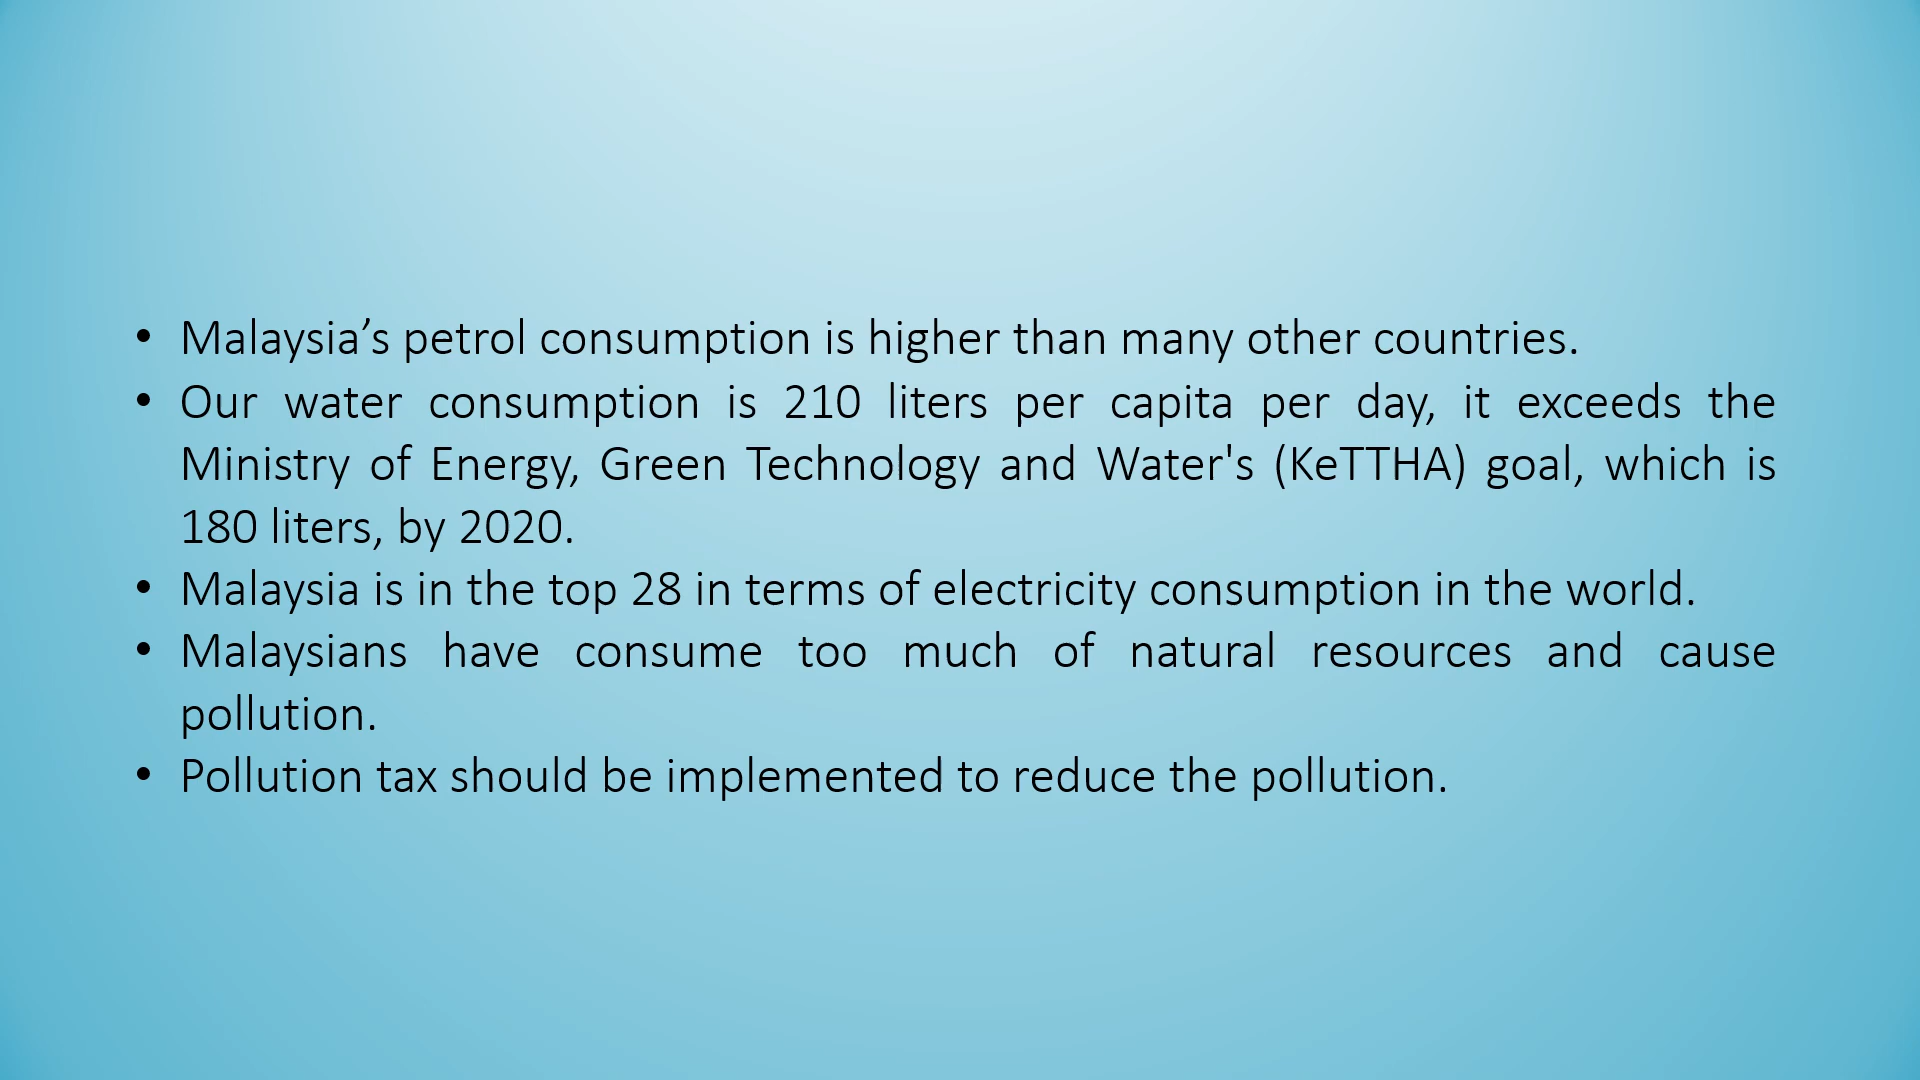 • Malaysia’s petrol consumption is higher than many other countries.
• Our water consumption is 210 liters per capita per day, it exceeds the
Ministry of Energy, Green Technology and Water's (KeTTHA) goal, which is
180 liters, by 2020.
• Malaysia is in the top 28 in terms of electricity consumption in the world.
• Malaysians have consume too much of natural resources and cause
pollution.
• Pollution tax should be implemented to reduce the pollution.